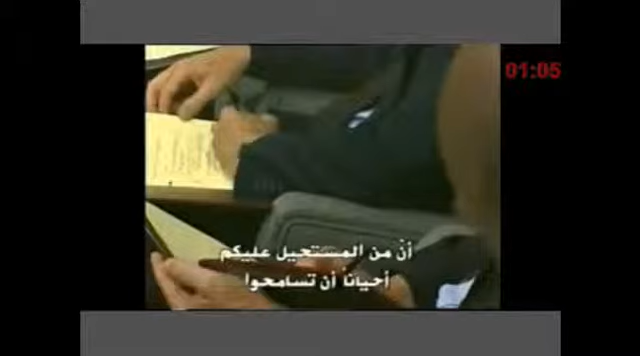 01:05
أنّ من المستحيل عليكم
أحياناً أن تسامحوا